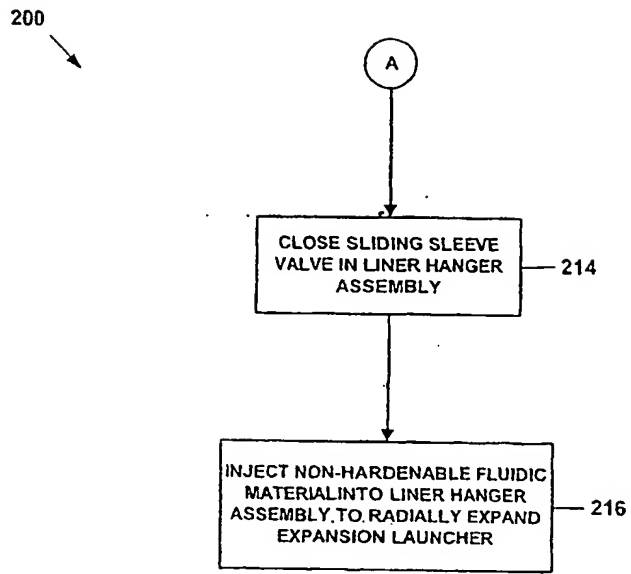 200
A
CLOSE SLIDING SLEEVE
VALVE IN LINER HANGER
ASSEMBLY
214
INJECT NON-HARDENABLE FLUIDIC
MATERIALINTO LINER HANGER
ASSEMBLY.TO RADIALLY EXPAND
EXPANSION LAUNCHER
216